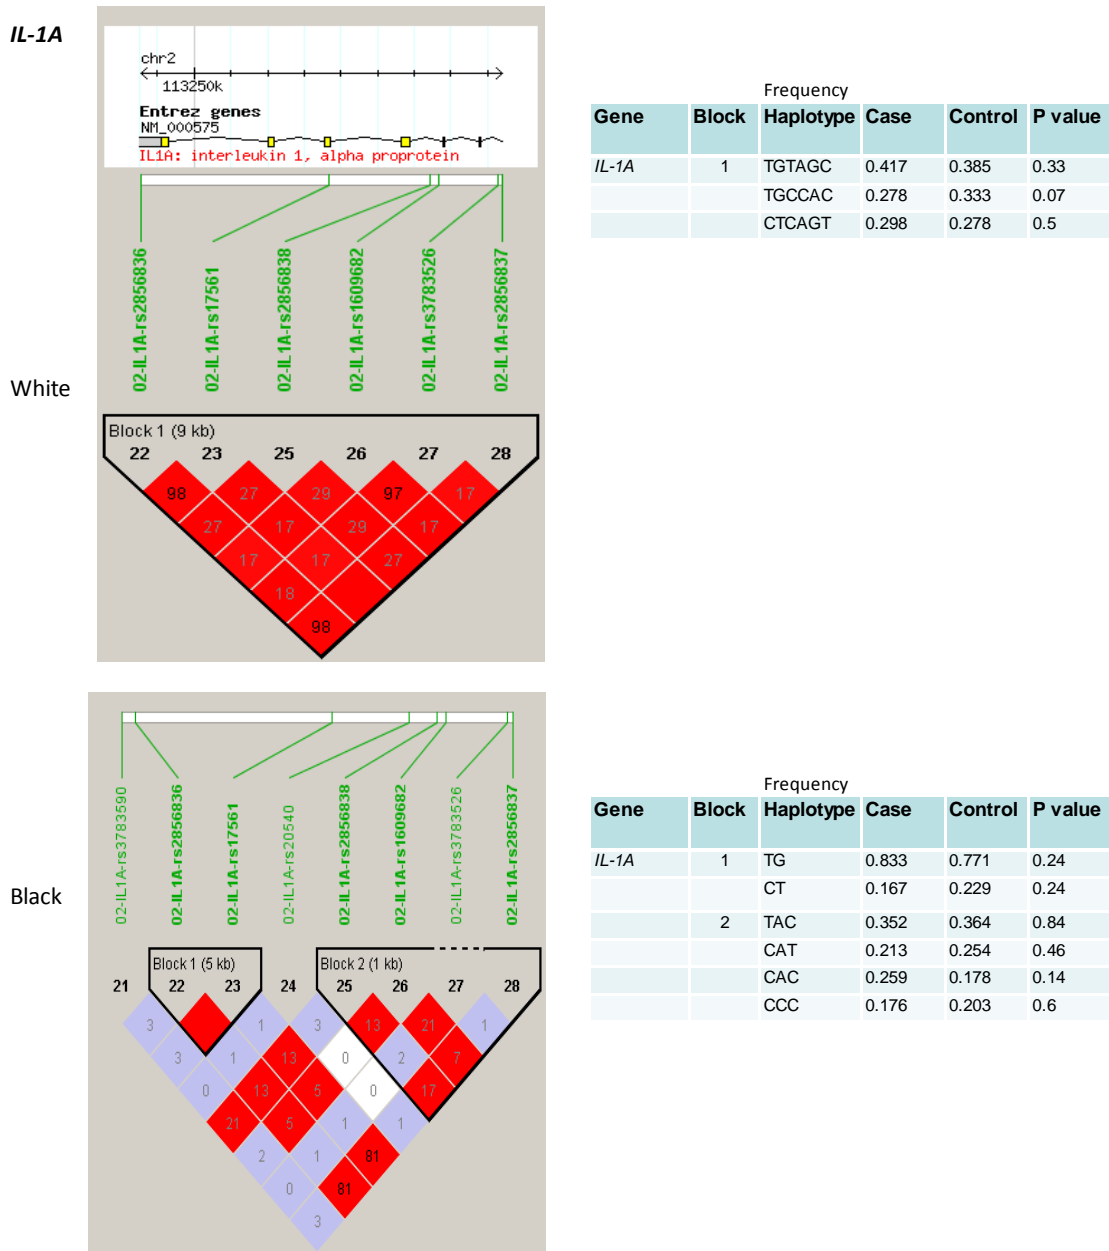 IL-1A
chr2
113250k
Entrez genes
NM_000575
IL1A: interleukin 1, alpha proprotein
02-IL1A-rs2856836
02-IL1A-rs17561
02-IL1A-rs2856838
02-IL1A-rs1609682
02-IL1A-rs3783526
02-IL1A-rs2856837
White
Block 1 (9 kb)
22 23 25 26 27 28
98 27 29 97 17
27 17 29 17
17 17 27
18
98
Frequency
Gene Block Haplotype Case Control P value
IL-1A 1 TGTAGC 0.417 0.385 0.33
TGCCAC 0.278 0.333 0.07
CTCAGT 0.298 0.278 0.5
02-IL1A-rs3783590
02-IL1A-rs2856836
02-IL1A-rs17561
02-IL1A-rs20540
02-IL1A-rs2856838
02-IL1A-rs1609682
02-IL1A-rs3783526
02-IL1A-rs2856837
Black
Block 1 (5 kb) Block 2 (1 kb)
21 22 23 24 25 26 27 28
3 1 3 13 21 1
3 1 13 0 2 7
0 13 5 0 17
21 5 1 1
2 1 81
0 81
3
Frequency
Gene Block Haplotype Case Control P value
IL-1A 1 TG 0.833 0.771 0.24
CT 0.167 0.229 0.24
2 TAC 0.352 0.364 0.84
CAT 0.213 0.254 0.46
CAC 0.259 0.178 0.14
CCC 0.176 0.203 0.6